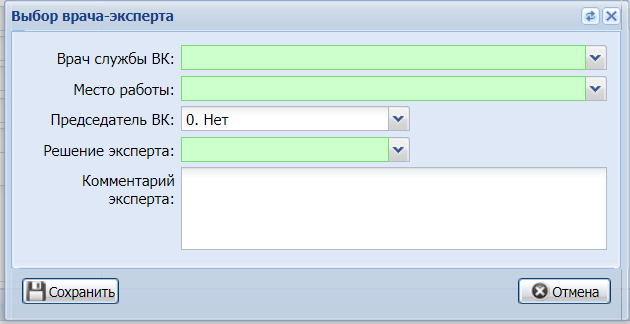 Выбор врача-эксперта
Врач службы ВК:
Место работы:
Председатель ВК: 0. Нет
Решение эксперта:
Комментарий
эксперта:
Сохранить Отмена